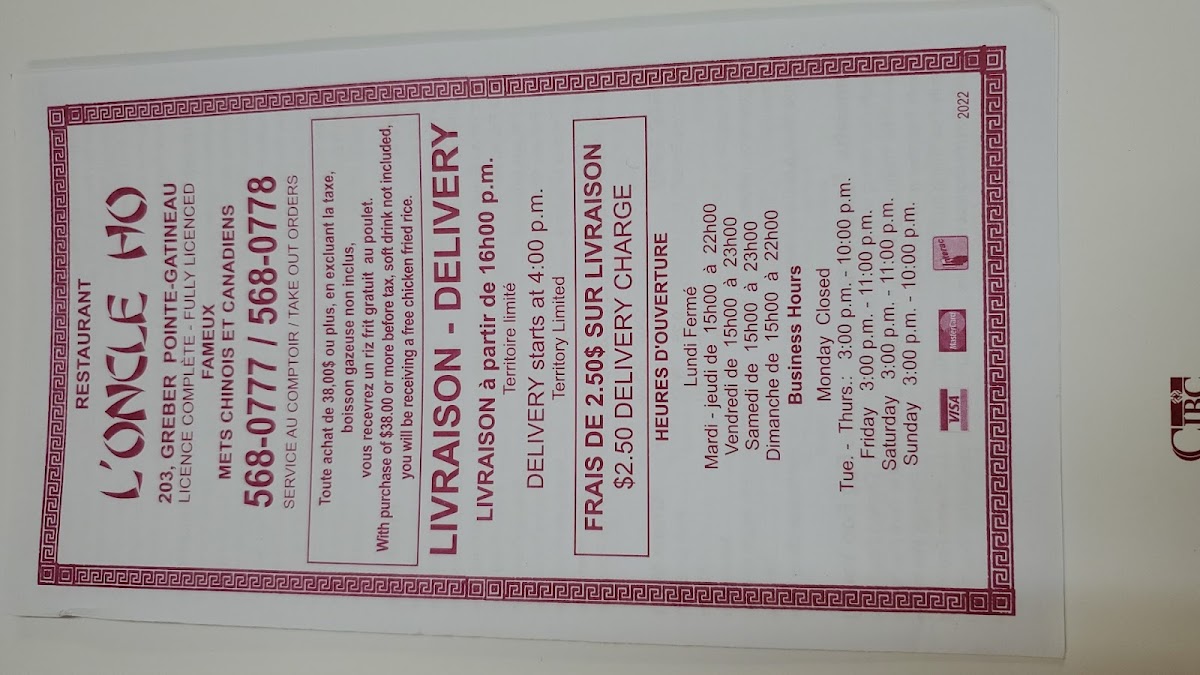 RESTAURANT
L'ONCLE HO
203, GREBER POINTE-GATINEAU
LICENCE COMPLÈTE - FULLY LICENCED
FAMEUX
METS CHINOIS ET CANADIENS
568-0777 / 568-0778
SERVICE AU COMPTOIR / TAKE OUT ORDERS
Toute achat de 38,00$ ou plus, en excluant la taxe,
boisson gazeuse non inclus,
vous recevrez un riz frit gratuit au poulet.
With purchase of $38.00 or more before tax, soft drink not included,
you will be receiving a free chicken fried rice.
LIVRAISON - DELIVERY
LIVRAISON à partir de 16h00 p.m.
Territoire limité
DELIVERY starts at 4:00 p.m.
Territory Limited
FRAIS DE 2.50$ SUR LIVRAISON
$2.50 DELIVERY CHARGE
HEURES D'OUVERTURE
Lundi Fermé
Mardi - jeudi de 15h00 à 22h00
Vendredi de 15h00 à 23h00
Samedi de 15h00 à 23h00
Dimanche de 15h00 à 22h00
Business Hours
Monday Closed
Tue. - Thurs.: 3:00 p.m. - 10:00 p.m.
Friday 3:00 p.m. - 11:00 p.m.
Saturday 3:00 p.m. - 11:00 p.m.
Sunday 3:00 p.m. - 10:00 p.m.
VISA MasterCard Interac
2022
CIBC